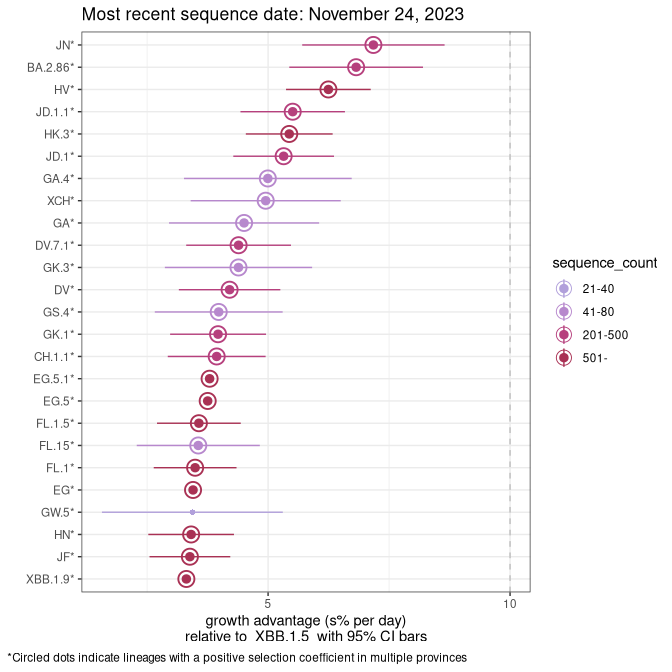 Most recent sequence date: November 24, 2023
JN*
BA.2.86*
HV*
JD.1.1*
HK.3*
JD.1*
GA.4*
XCH*
GA*
DV.7.1*
GK.3*
DV*
GS.4*
GK.1*
CH.1.1*
EG.5.1*
EG.5*
FL.1.5*
FL.15*
FL.1*
EG*
GW.5*
HN*
JF*
XBB.1.9*
5
10
growth advantage (s% per day)
relative to XBB.1.5 with 95% CI bars
sequence_count
21-40
41-80
201-500
501-
*Circled dots indicate lineages with a positive selection coefficient in multiple provinces